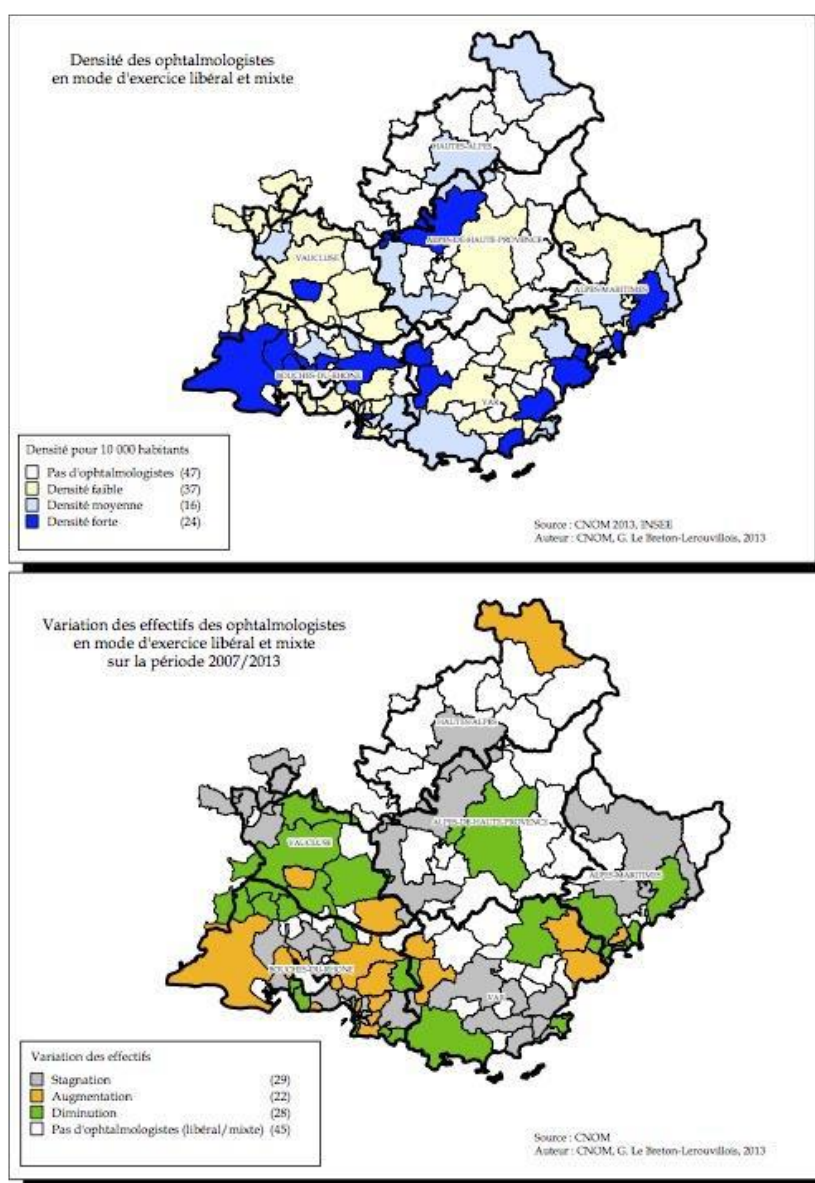 Densité des ophtalmologistes
en mode d'exercice libéral et mixte
HAUTES-ALPES
ALPES-DE-HAUTE-PROVENCE
VAUCLUSE
ALPES-MARITIMES
BOUCHES-DU-RHONE
VAR
Densité pour 10 000 habitants
Pas d'ophtalmologistes (47)
Densité faible (37)
Densité moyenne (16)
Densité forte (24)
Source : CNOM 2013, INSEE
Auteur : CNOM, G. Le Breton-Lerouvillois, 2013
Variation des effectifs des ophtalmologistes
en mode d'exercice libéral et mixte
sur la période 2007/2013
HAUTES-ALPES
ALPES-DE-HAUTE-PROVENCE
VAUCLUSE
ALPES-MARITIMES
BOUCHES-DU-RHONE
VAR
Variation des effectifs
Stagnation (29)
Augmentation (22)
Diminution (28)
Pas d'ophtalmologistes (libéral/mixte) (45)
Source : CNOM
Auteur : CNOM, G. Le Breton-Lerouvillois, 2013